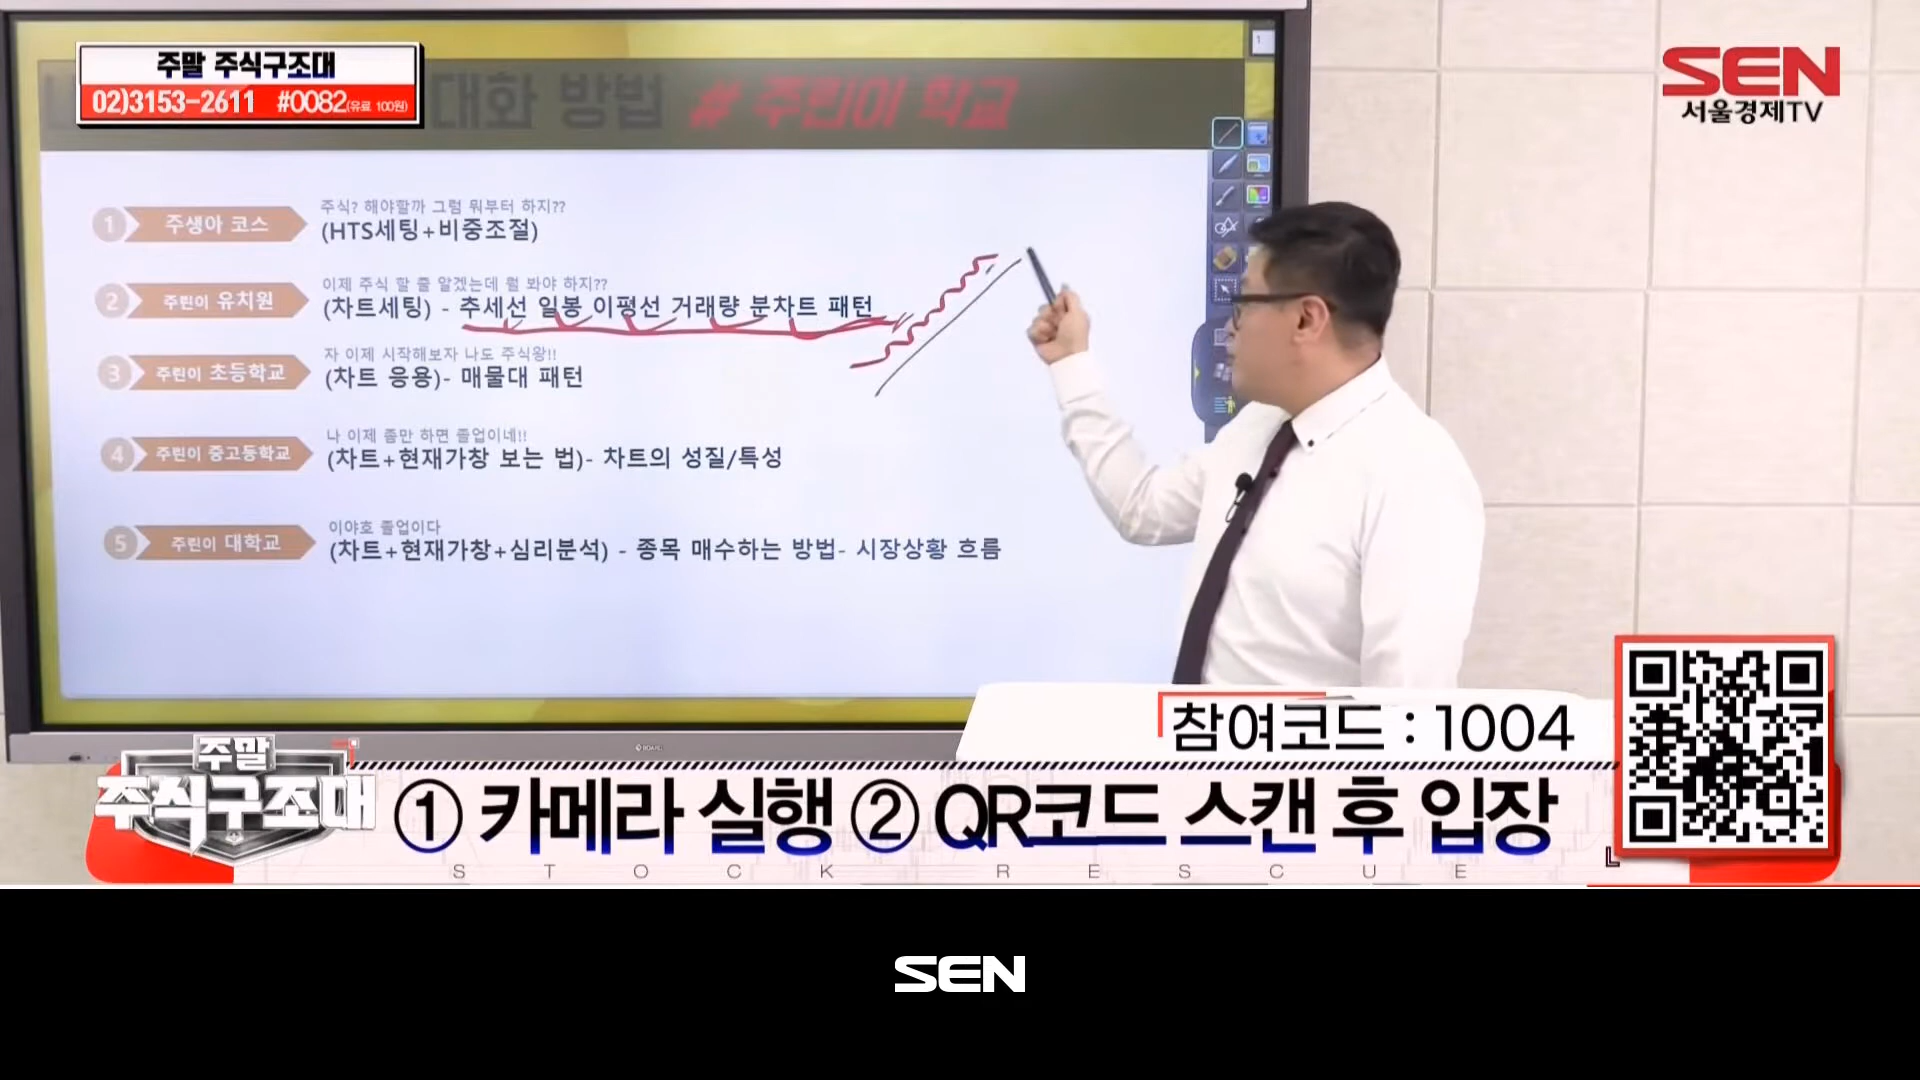 주말 주식구조대
02)3153-2611 #0082(유료 100원)
대화 방법 # 주린이 학교
SEN
서울경제TV
1
주식? 해야할까 그럼 뭐부터 하지??
1 주생아 코스 (HTS세팅+비중조절)
이제 주식 할 줄 알겠는데 뭘 봐야 하지??
2 주린이 유치원 (차트세팅) - 추세선 일봉 이평선 거래량 분차트 패턴
자 이제 시작해보자 나도 주식왕!!
3 주린이 초등학교 (차트 응용)- 매물대 패턴
나 이제 좀만 하면 졸업이네!!
4 주린이 중고등학교 (차트+현재가창 보는 법)- 차트의 성질/특성
이야호 졸업이다
5 주린이 대학교 (차트+현재가창+심리분석) - 종목 매수하는 방법- 시장상황 흐름
참여코드 : 1004
주말
주식구조대
① 카메라 실행 ② QR코드 스캔 후 입장
STOCK RESCUE
SEN